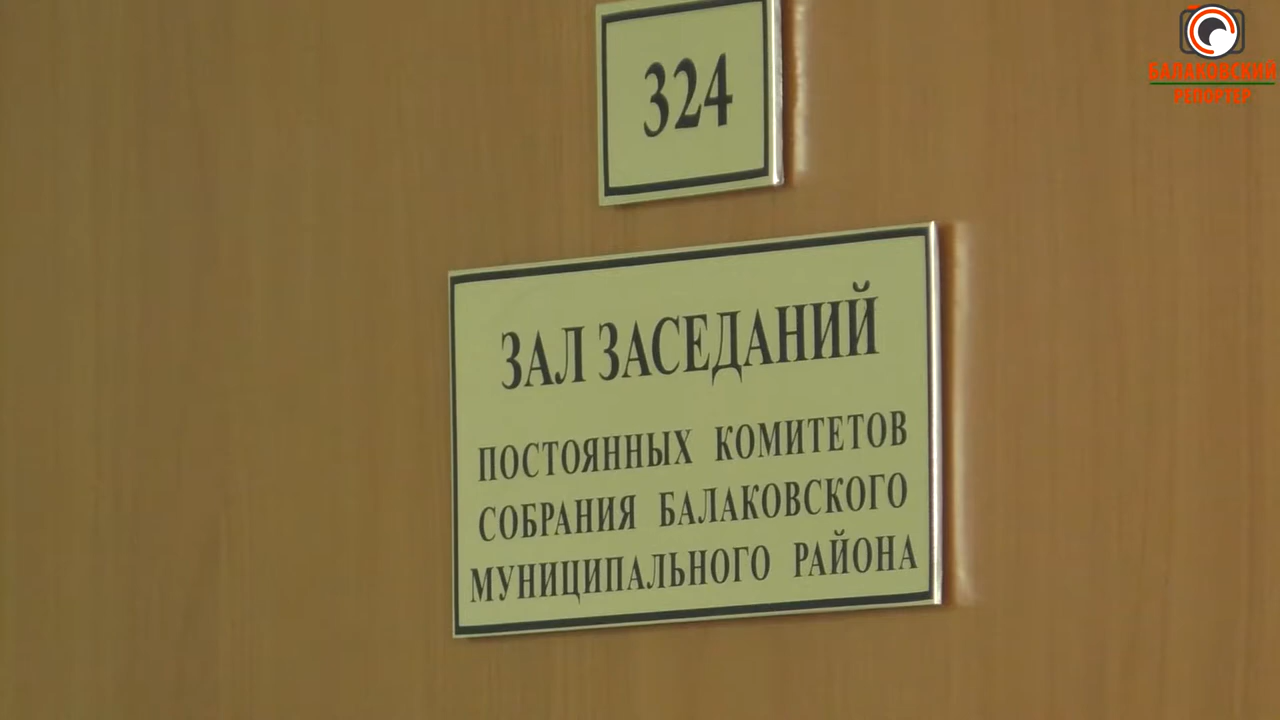 324
ЗАЛ ЗАСЕДАНИЙ
ПОСТОЯННЫХ КОМИТЕТОВ
СОБРАНИЯ БАЛАКОВСКОГО
МУНИЦИПАЛЬНОГО РАЙОНА
БАЛАКОВСКИЙ
РЕПОРТЕР